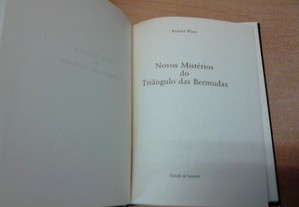 Richard Winer
Novos Mistérios
do
Triângulo das Bermudas
Círculo de Leitores